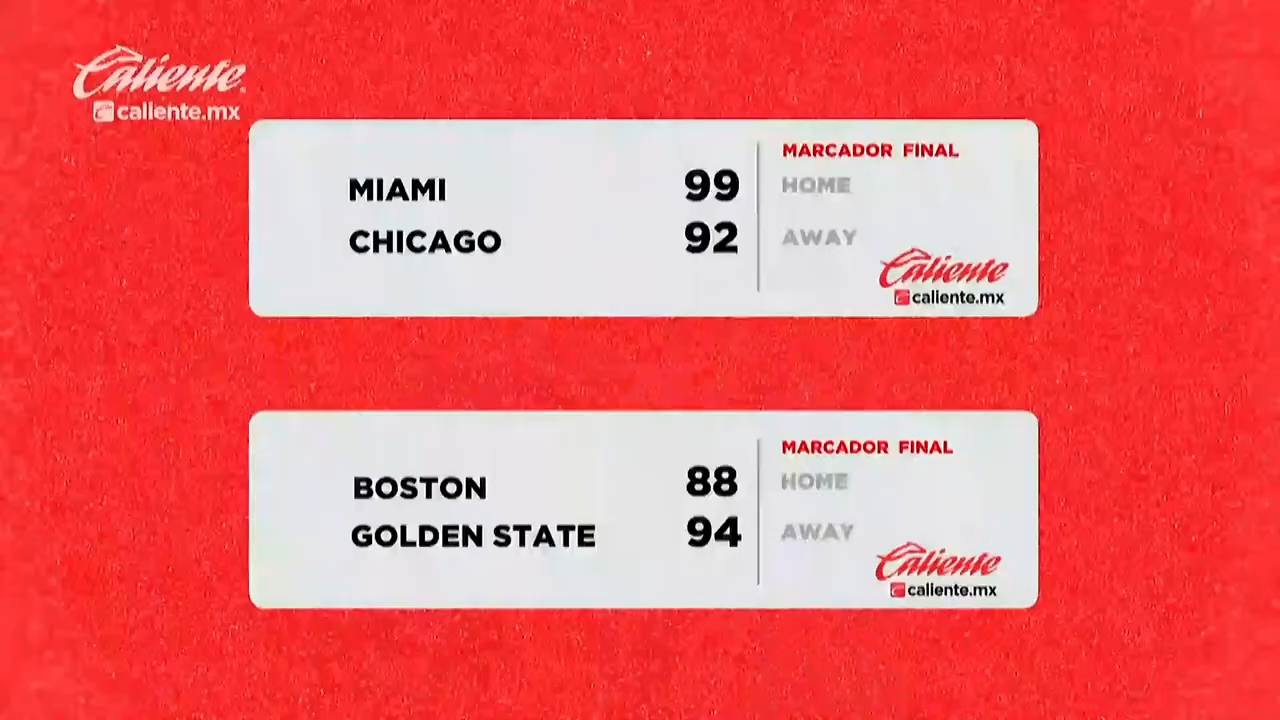 Caliente
caliente.mx
MARCADOR FINAL
MIAMI 99 HOME
CHICAGO 92 AWAY
Caliente
caliente.mx
MARCADOR FINAL
BOSTON 88 HOME
GOLDEN STATE 94 AWAY
Caliente
caliente.mx